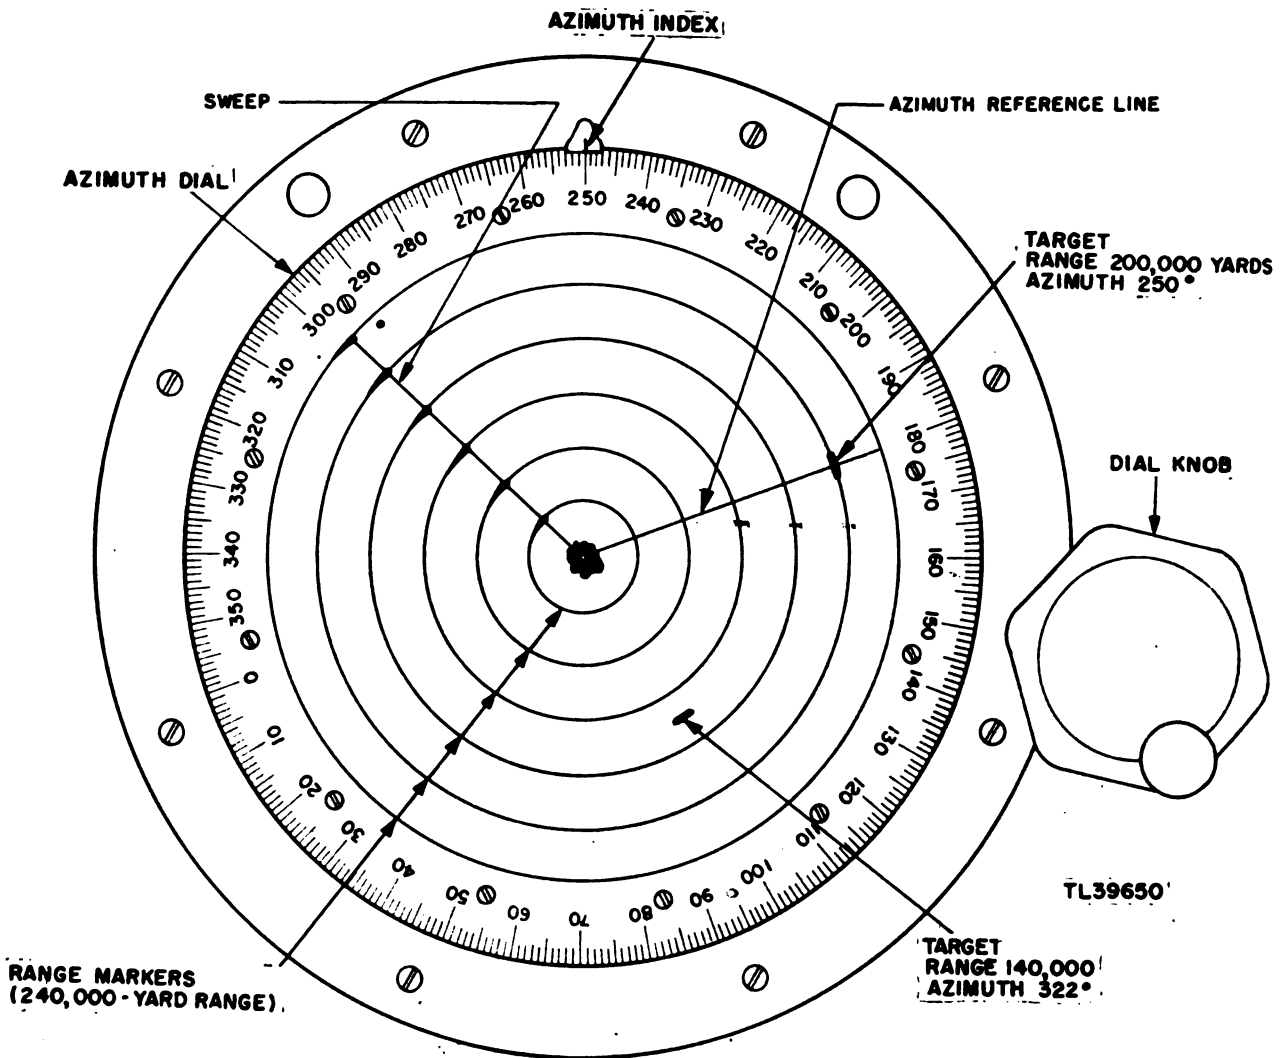 AZIMUTH INDEX
SWEEP
AZIMUTH REFERENCE LINE
AZIMUTH DIAL
TARGET
RANGE 200,000 YARDS
AZIMUTH 250°
DIAL KNOB
250
240
230
220
210
200
190
180
170
160
150
140
130
120
110
100
90
80
70
60
50
40
30
20
10
0
350
340
330
320
310
300
290
280
270
260
TL39650
RANGE MARKERS
(240,000-YARD RANGE)
TARGET
RANGE 140,000
AZIMUTH 322°